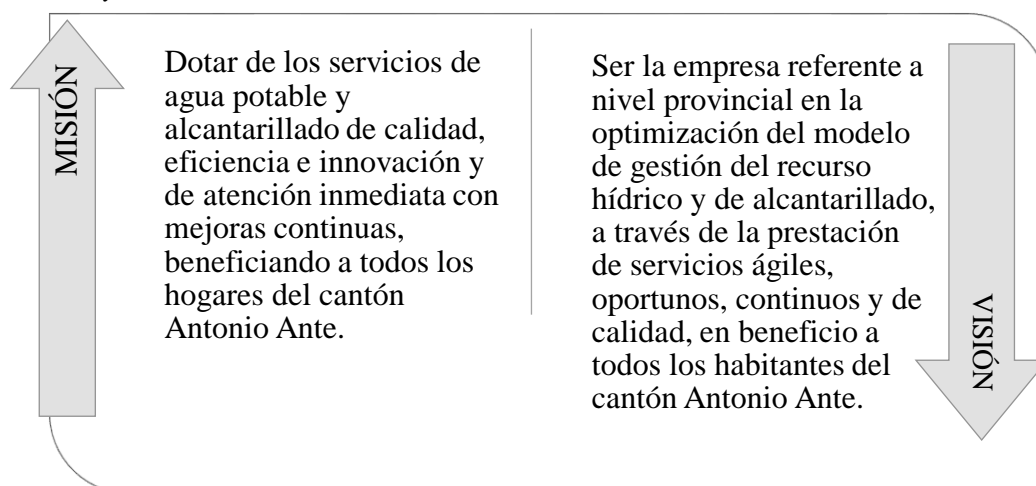 MISIÓN
Dotar de los servicios de
agua potable y
alcantarillado de calidad,
eficiencia e innovación y
de atención inmediata con
mejoras continuas,
beneficiando a todos los
hogares del cantón
Antonio Ante.
Ser la empresa referente a
nivel provincial en la
optimización del modelo
de gestión del recurso
hídrico y de alcantarillado,
a través de la prestación
de servicios ágiles,
oportunos, continuos y de
calidad, en beneficio a
todos los habitantes del
cantón Antonio Ante.
VISIÓN